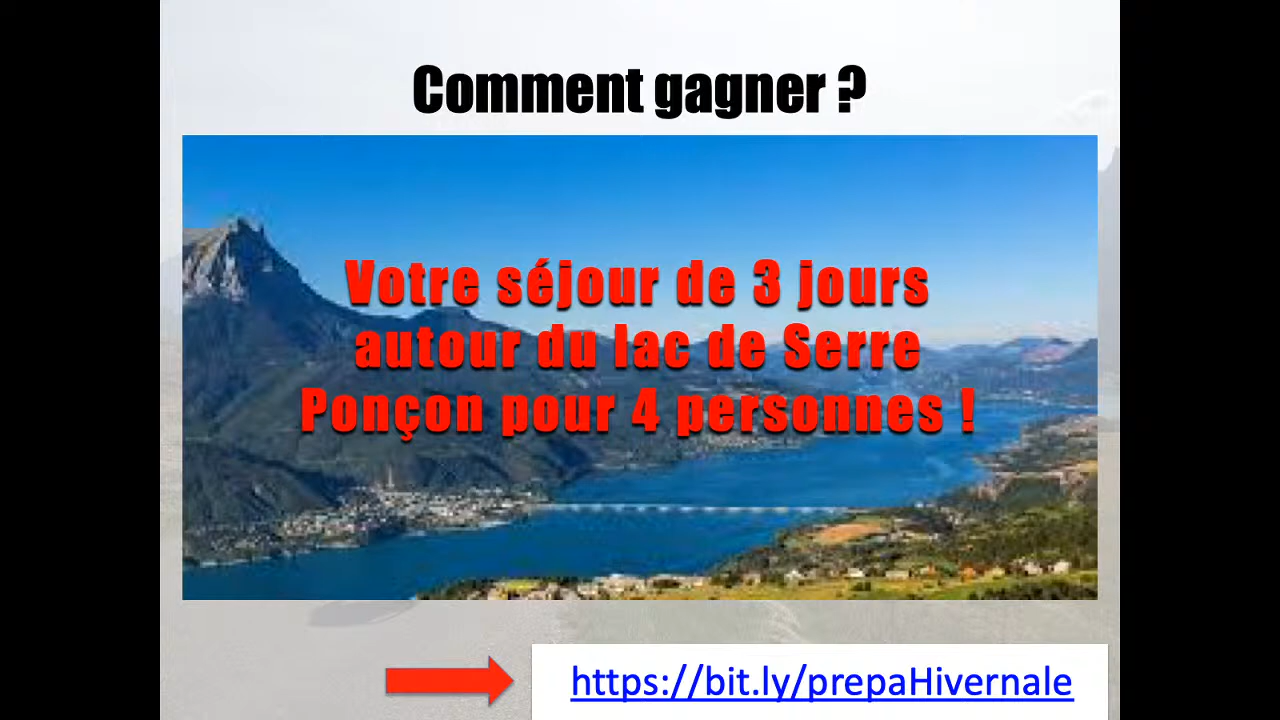 Comment gagner ?
Votre séjour de 3 jours
autour du lac de Serre
Ponçon pour 4 personnes !
https://bit.ly/prepaHivernale